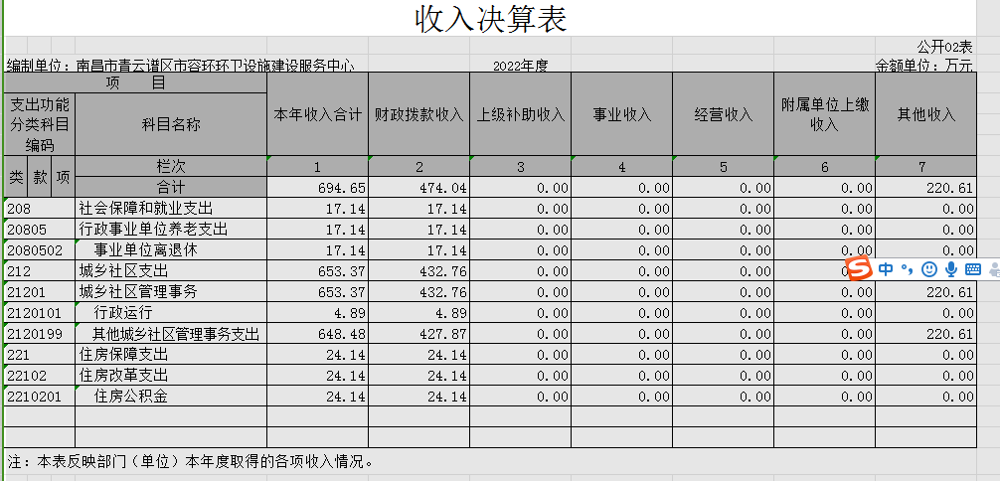 收入决算表
公开02表
编制单位：南昌市青云谱区市容环环卫设施建设服务中心 2022年度 金额单位：万元
项 目
支出功能分类科目编码 科目名称 本年收入合计 财政拨款收入 上级补助收入 事业收入 经营收入 附属单位上缴收入 其他收入
类 款 项 栏次 1 2 3 4 5 6 7
合计 694.65 474.04 0.00 0.00 0.00 0.00 220.61
208 社会保障和就业支出 17.14 17.14 0.00 0.00 0.00 0.00 0.00
20805 行政事业单位养老支出 17.14 17.14 0.00 0.00 0.00 0.00 0.00
2080502 事业单位离退休 17.14 17.14 0.00 0.00 0.00 0.00 0.00
212 城乡社区支出 653.37 432.76 0.00 0.00 0.00 0.00
中
21201 城乡社区管理事务 653.37 432.76 0.00 0.00 0.00 0.00 220.61
2120101 行政运行 4.89 4.89 0.00 0.00 0.00 0.00 0.00
2120199 其他城乡社区管理事务支出 648.48 427.87 0.00 0.00 0.00 0.00 220.61
221 住房保障支出 24.14 24.14 0.00 0.00 0.00 0.00 0.00
22102 住房改革支出 24.14 24.14 0.00 0.00 0.00 0.00 0.00
2210201 住房公积金 24.14 24.14 0.00 0.00 0.00 0.00 0.00
注：本表反映部门（单位）本年度取得的各项收入情况。